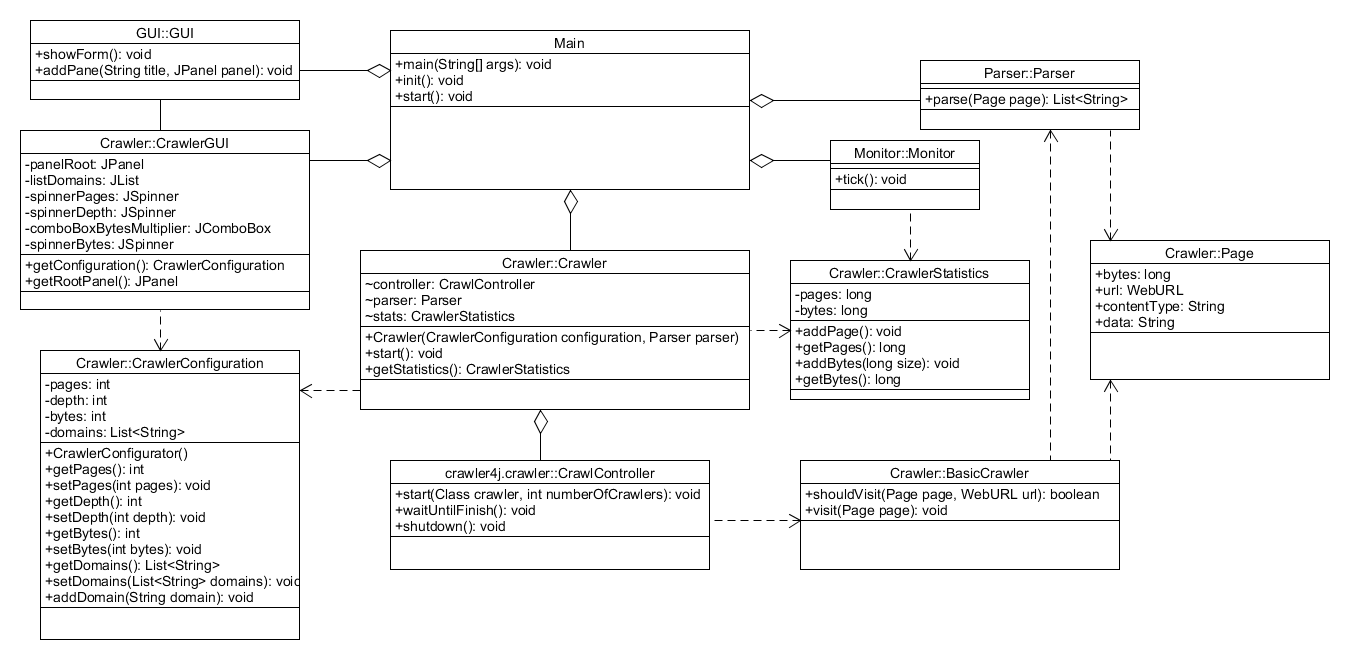 GUI::GUI
+showForm(): void
+addPane(String title, JPanel panel): void
Main
+main(String[] args): void
+init(): void
+start(): void
Parser::Parser
+parse(Page page): List<String>
Crawler::CrawlerGUI
-panelRoot: JPanel
-listDomains: JList
-spinnerPages: JSpinner
-spinnerDepth: JSpinner
-comboBoxBytesMultiplier: JComboBox
-spinnerBytes: JSpinner
+getConfiguration(): CrawlerConfiguration
+getRootPanel(): JPanel
Monitor::Monitor
+tick(): void
Crawler::Crawler
~controller: CrawlController
~parser: Parser
~stats: CrawlerStatistics
+Crawler(CrawlerConfiguration configuration, Parser parser)
+start(): void
+getStatistics(): CrawlerStatistics
Crawler::CrawlerStatistics
-pages: long
-bytes: long
+addPage(): void
+getPages(): long
+addBytes(long size): void
+getBytes(): long
Crawler::Page
+bytes: long
+url: WebURL
+contentType: String
+data: String
Crawler::CrawlerConfiguration
-pages: int
-depth: int
-bytes: int
-domains: List<String>
+CrawlerConfigurator()
+getPages(): int
+setPages(int pages): void
+getDepth(): int
+setDepth(int depth): void
+getBytes(): int
+setBytes(int bytes): void
+getDomains(): List<String>
+setDomains(List<String> domains): void
+addDomain(String domain): void
crawler4j.crawler::CrawlController
+start(Class crawler, int numberOfCrawlers): void
+waitUntilFinish(): void
+shutdown(): void
Crawler::BasicCrawler
+shouldVisit(Page page, WebURL url): boolean
+visit(Page page): void